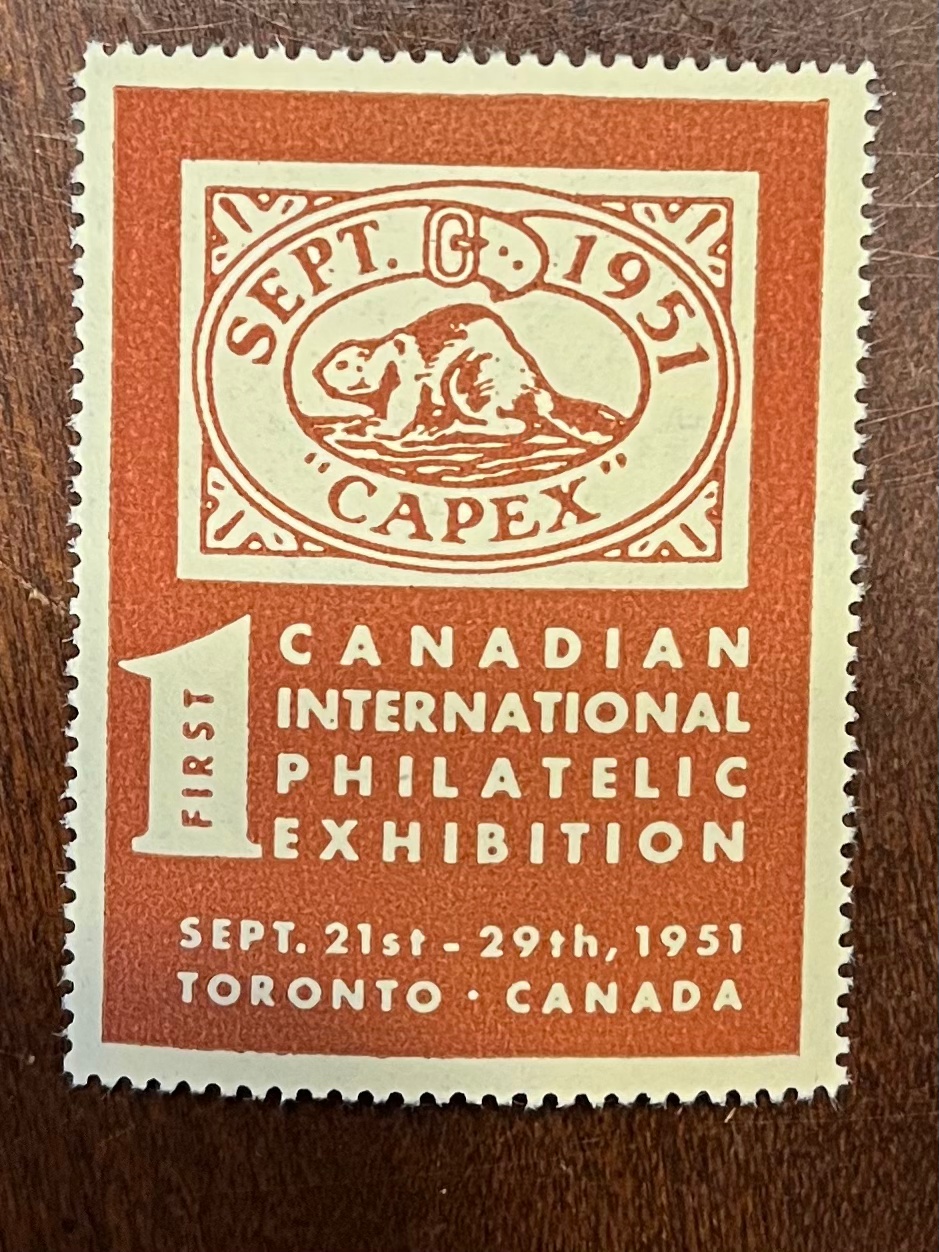 SEPT. 1951
"CAPEX"
1 FIRST
CANADIAN
INTERNATIONAL
PHILATELIC
EXHIBITION
SEPT. 21st - 29th, 1951
TORONTO · CANADA